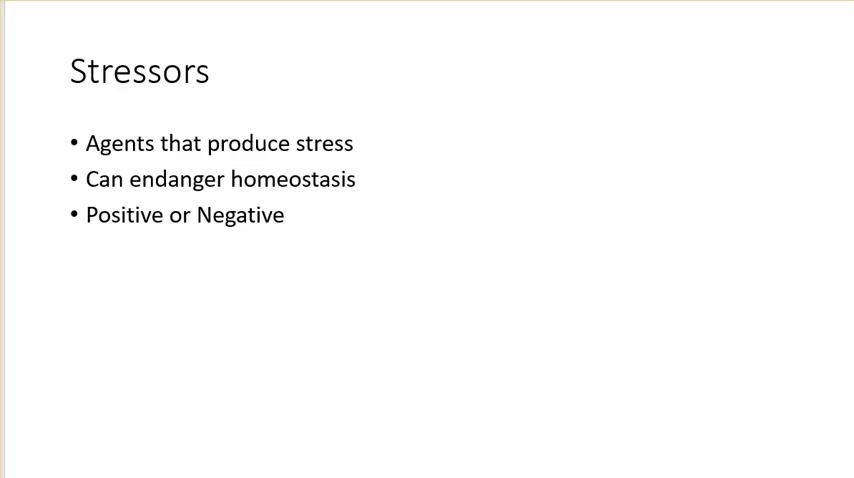 Stressors
• Agents that produce stress
• Can endanger homeostasis
• Positive or Negative